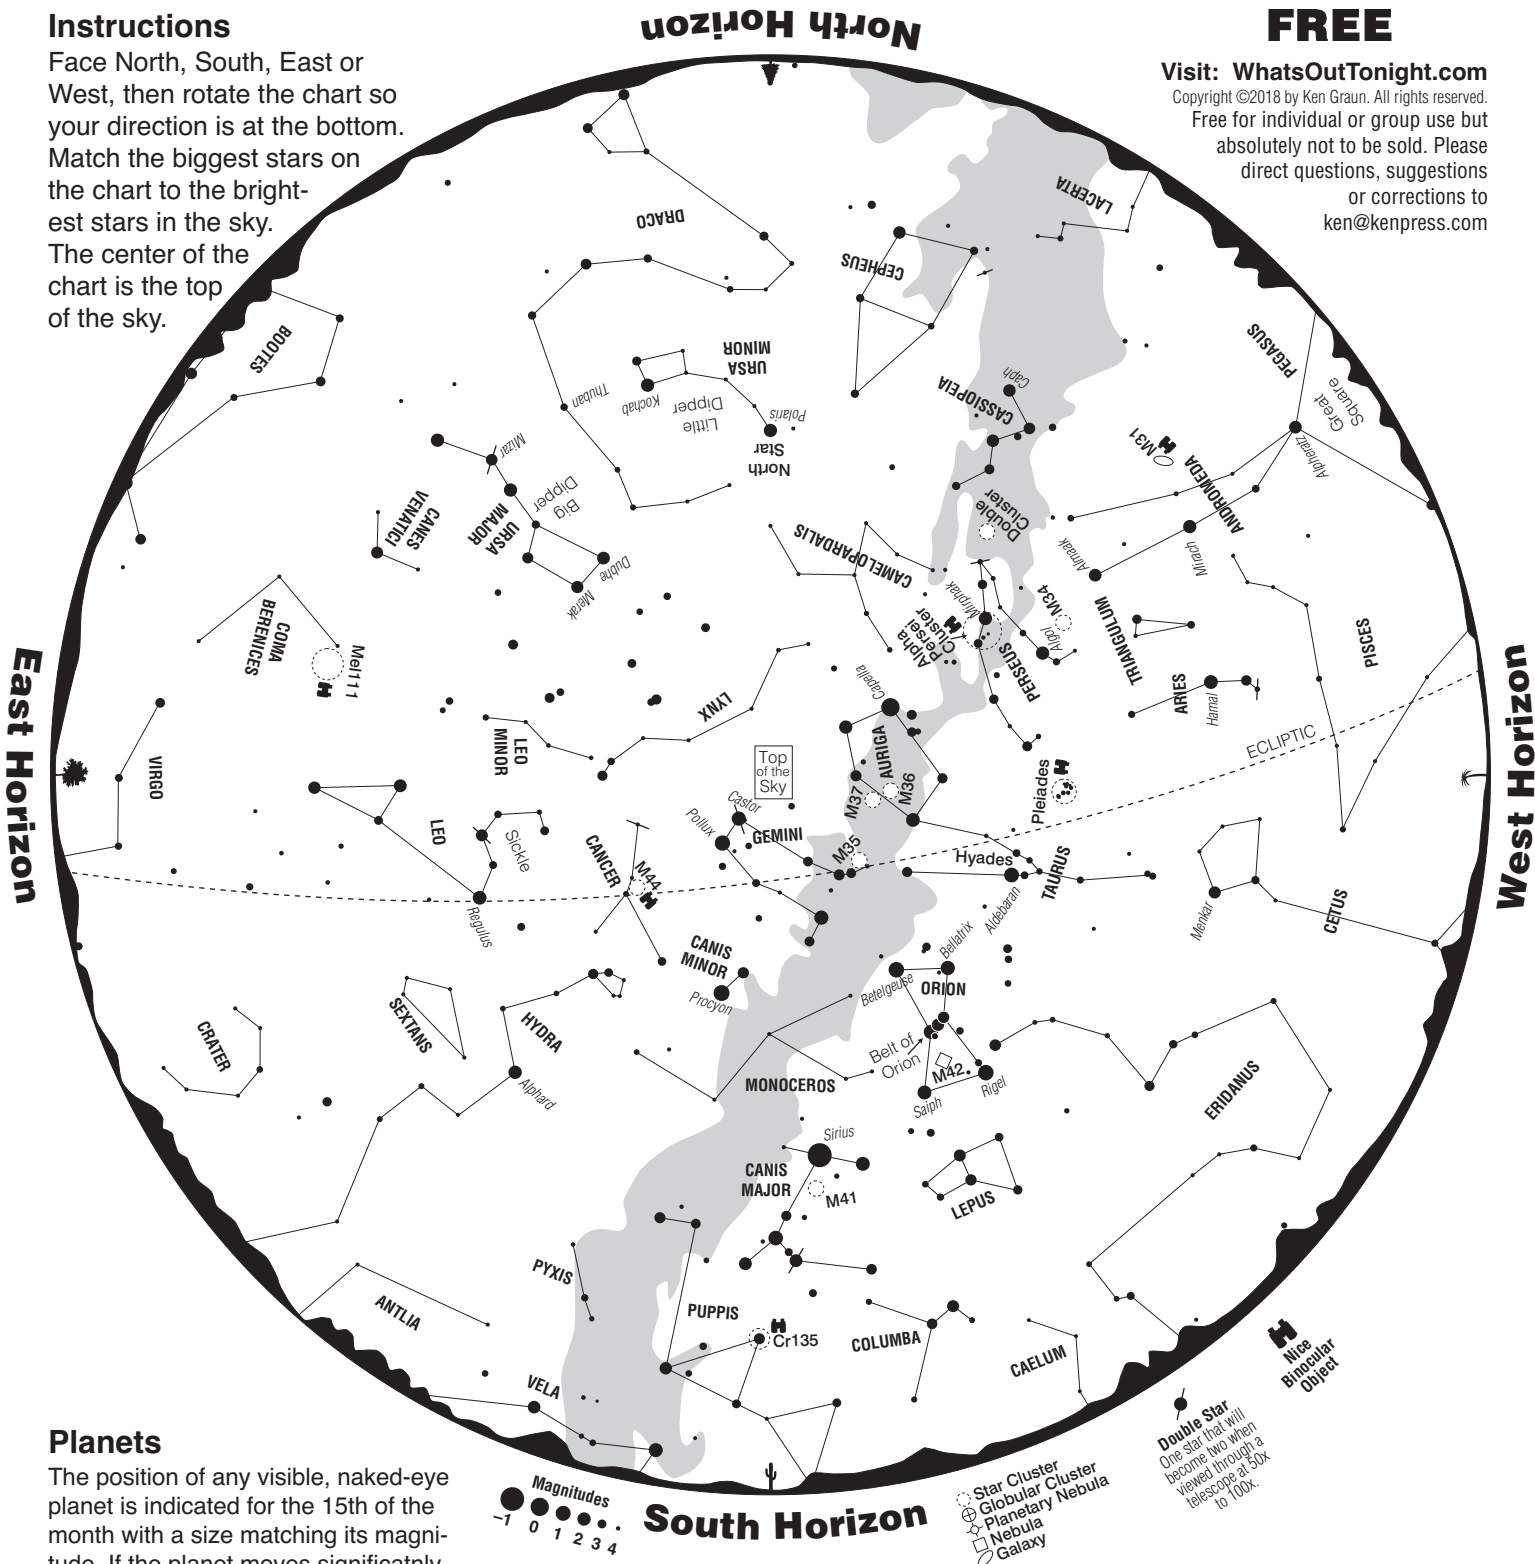 Instructions
Face North, South, East or
West, then rotate the chart so
your direction is at the bottom.
Match the biggest stars on
the chart to the bright-
est stars in the sky.
The center of the
chart is the top
of the sky.
North Horizon
FREE
Visit: WhatsOutTonight.com
Copyright ©2018 by Ken Graun. All rights reserved.
Free for individual or group use but
absolutely not to be sold. Please
direct questions, suggestions
or corrections to
ken@kenpress.com
LACERTA
DRACO
CEPHEUS
BOOTES
PEGASUS
Great
Square
URSA
MINOR
Thuban
Kochab
Little
Dipper
Polaris
North
Star
Caph
CASSIOPEIA
M31
Alpheratz
ANDROMEDA
Mizar
Big
Dipper
URSA
MAJOR
CANES
VENATICI
Dubhe
Merak
Double
Cluster
CAMELOPARDALIS
Almaak
Mirach
Mirphak
M34
Algol
Alpha
Persei
Cluster
PERSEUS
TRIANGULUM
PISCES
COMA
BERENICES
Mel111
East Horizon
West Horizon
LYNX
Capella
ARIES
Hamal
ECLIPTIC
LEO
MINOR
VIRGO
Top
of the
Sky
AURIGA
M36
M37
Pleiades
Castor
Pollux
GEMINI
M35
LEO
Sickle
CANCER
M44
Hyades
TAURUS
Aldebaran
Regulus
Menkar
CETUS
CANIS
MINOR
Procyon
Bellatrix
Betelgeuse
ORION
SEXTANS
HYDRA
CRATER
Alphard
Belt of
Orion
M42
Rigel
Saiph
MONOCEROS
ERIDANUS
Sirius
CANIS
MAJOR
M41
LEPUS
PYXIS
ANTLIA
PUPPIS
Cr135
COLUMBA
CAELUM
VELA
Nice
Binocular
Object
Double Star
One star that will
become two when
viewed through a
telescope at 50x
to 100x.
Planets
The position of any visible, naked-eye
planet is indicated for the 15th of the
month with a size matching its magni-
tude. If the planet moves significatnly
Magnitudes
–1 0 1 2 3 4
South Horizon
Star Cluster
Globular Cluster
Planetary Nebula
Nebula
Galaxy